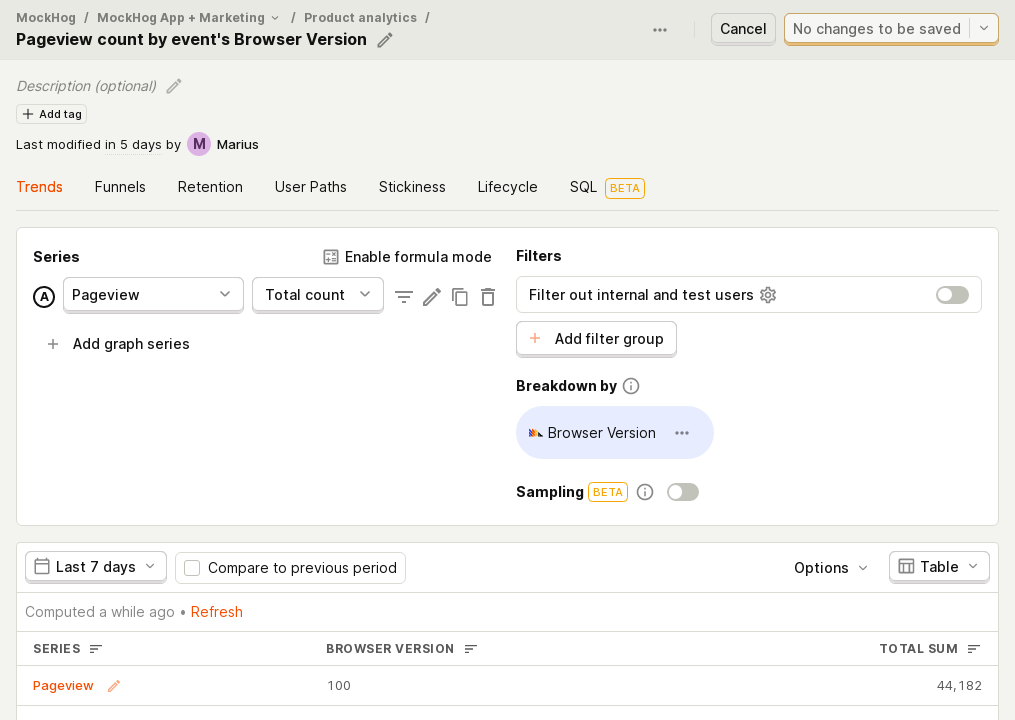 MockHog / MockHog App + Marketing / Product analytics /
Pageview count by event's Browser Version
Cancel
No changes to be saved
Description (optional)
Add tag
Last modified in 5 days by M Marius
Trends Funnels Retention User Paths Stickiness Lifecycle SQL BETA
Series
Enable formula mode
A Pageview Total count
Add graph series
Filters
Filter out internal and test users
Add filter group
Breakdown by
Browser Version
Sampling BETA
Last 7 days Compare to previous period Options Table
Computed a while ago • Refresh
SERIES BROWSER VERSION TOTAL SUM
Pageview 100 44,182